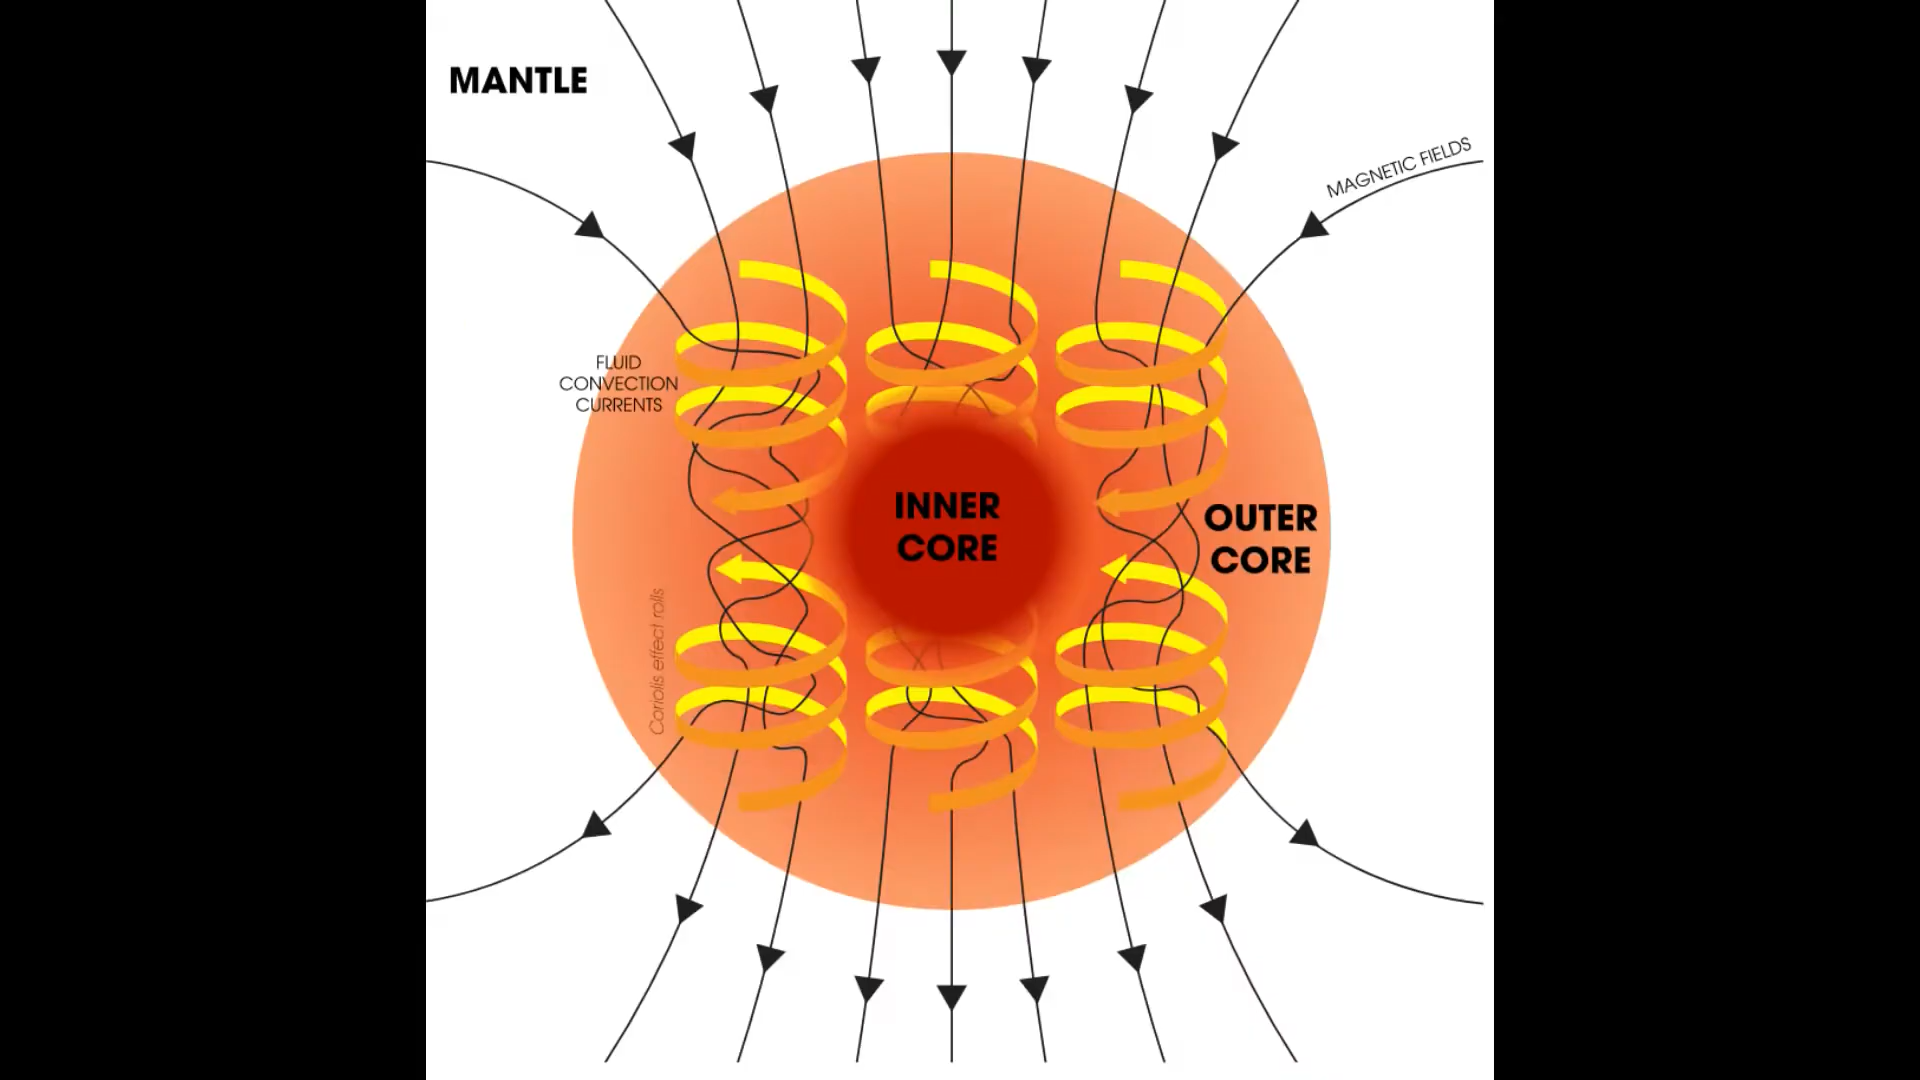 MANTLE
MAGNETIC FIELDS
FLUID
CONVECTION
CURRENTS
INNER
CORE
OUTER
CORE
Coriolis effect rolls